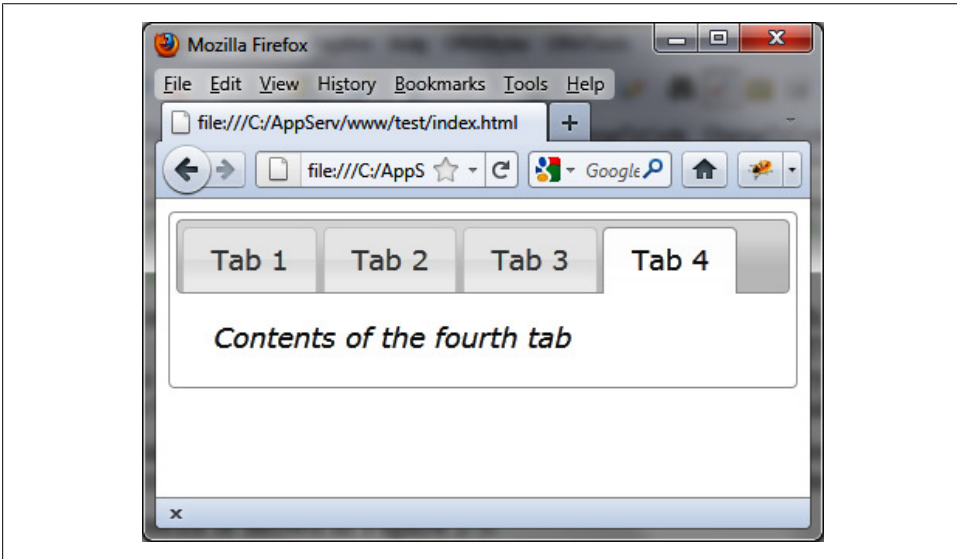 Mozilla Firefox
File Edit View History Bookmarks Tools Help
file:///C:/AppServ/www/test/index.html
file:///C:/AppS Google
Tab 1 Tab 2 Tab 3 Tab 4
Contents of the fourth tab